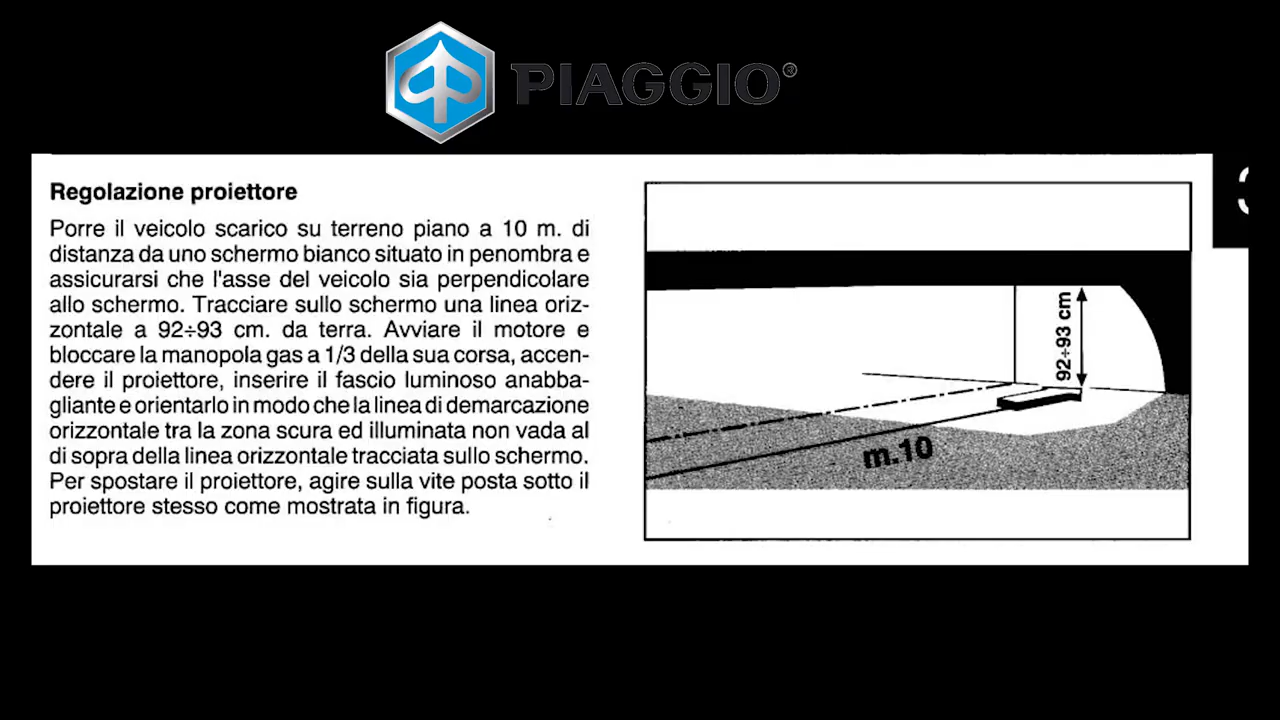 PIAGGIO®
Regolazione proiettore
Porre il veicolo scarico su terreno piano a 10 m. di
distanza da uno schermo bianco situato in penombra e
assicurarsi che l'asse del veicolo sia perpendicolare
allo schermo. Tracciare sullo schermo una linea oriz-
zontale a 92÷93 cm. da terra. Avviare il motore e
bloccare la manopola gas a 1/3 della sua corsa, accen-
dere il proiettore, inserire il fascio luminoso anabba-
gliante e orientarlo in modo che la linea di demarcazione
orizzontale tra la zona scura ed illuminata non vada al
di sopra della linea orizzontale tracciata sullo schermo.
Per spostare il proiettore, agire sulla vite posta sotto il
proiettore stesso come mostrata in figura.
92÷93 cm
m.10